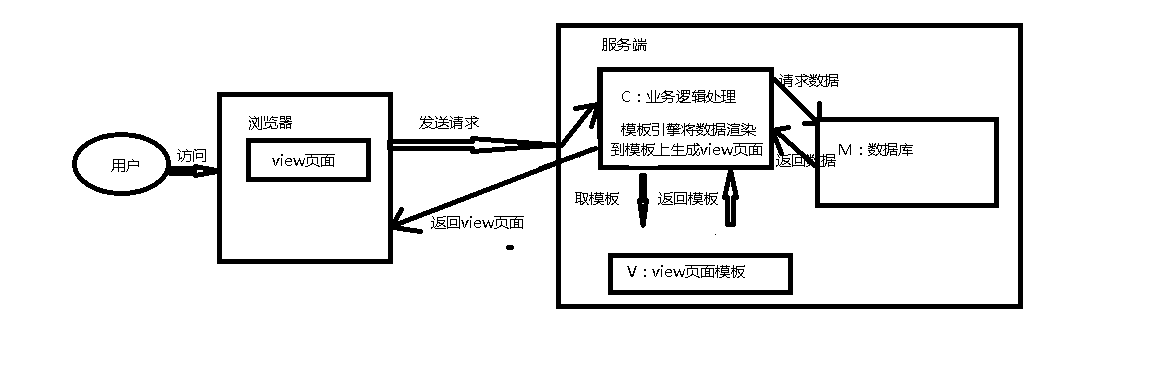 服务端
请求数据
C：业务逻辑处理
浏览器
发送请求
模板引擎将数据渲染
到模板上生成view页面
M：数据库
访问
view页面
返回数据
用户
取模板
返回模板
返回view页面
V：view页面模板